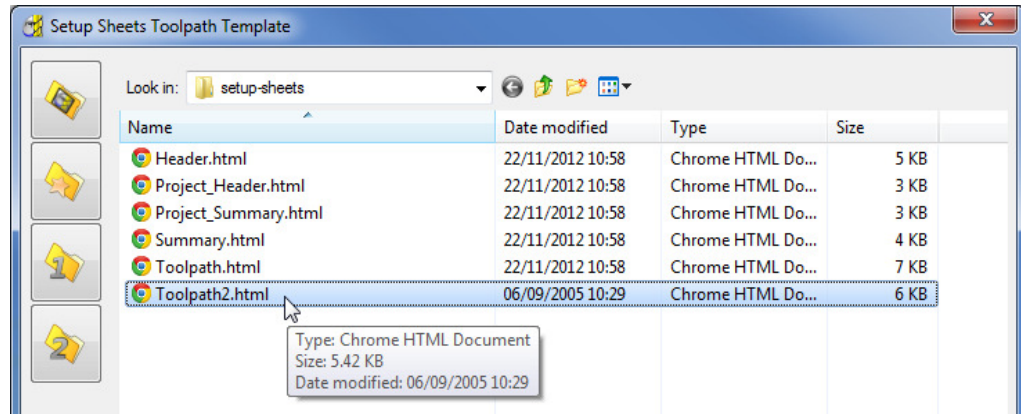 Setup Sheets Toolpath Template
x
Look in: setup-sheets
Name Date modified Type Size
Header.html 22/11/2012 10:58 Chrome HTML Do... 5 KB
Project_Header.html 22/11/2012 10:58 Chrome HTML Do... 3 KB
Project_Summary.html 22/11/2012 10:58 Chrome HTML Do... 3 KB
Summary.html 22/11/2012 10:58 Chrome HTML Do... 4 KB
1
Toolpath.html 22/11/2012 10:58 Chrome HTML Do... 7 KB
Toolpath2.html 06/09/2005 10:29 Chrome HTML Do... 6 KB
2
Type: Chrome HTML Document
Size: 5.42 KB
Date modified: 06/09/2005 10:29